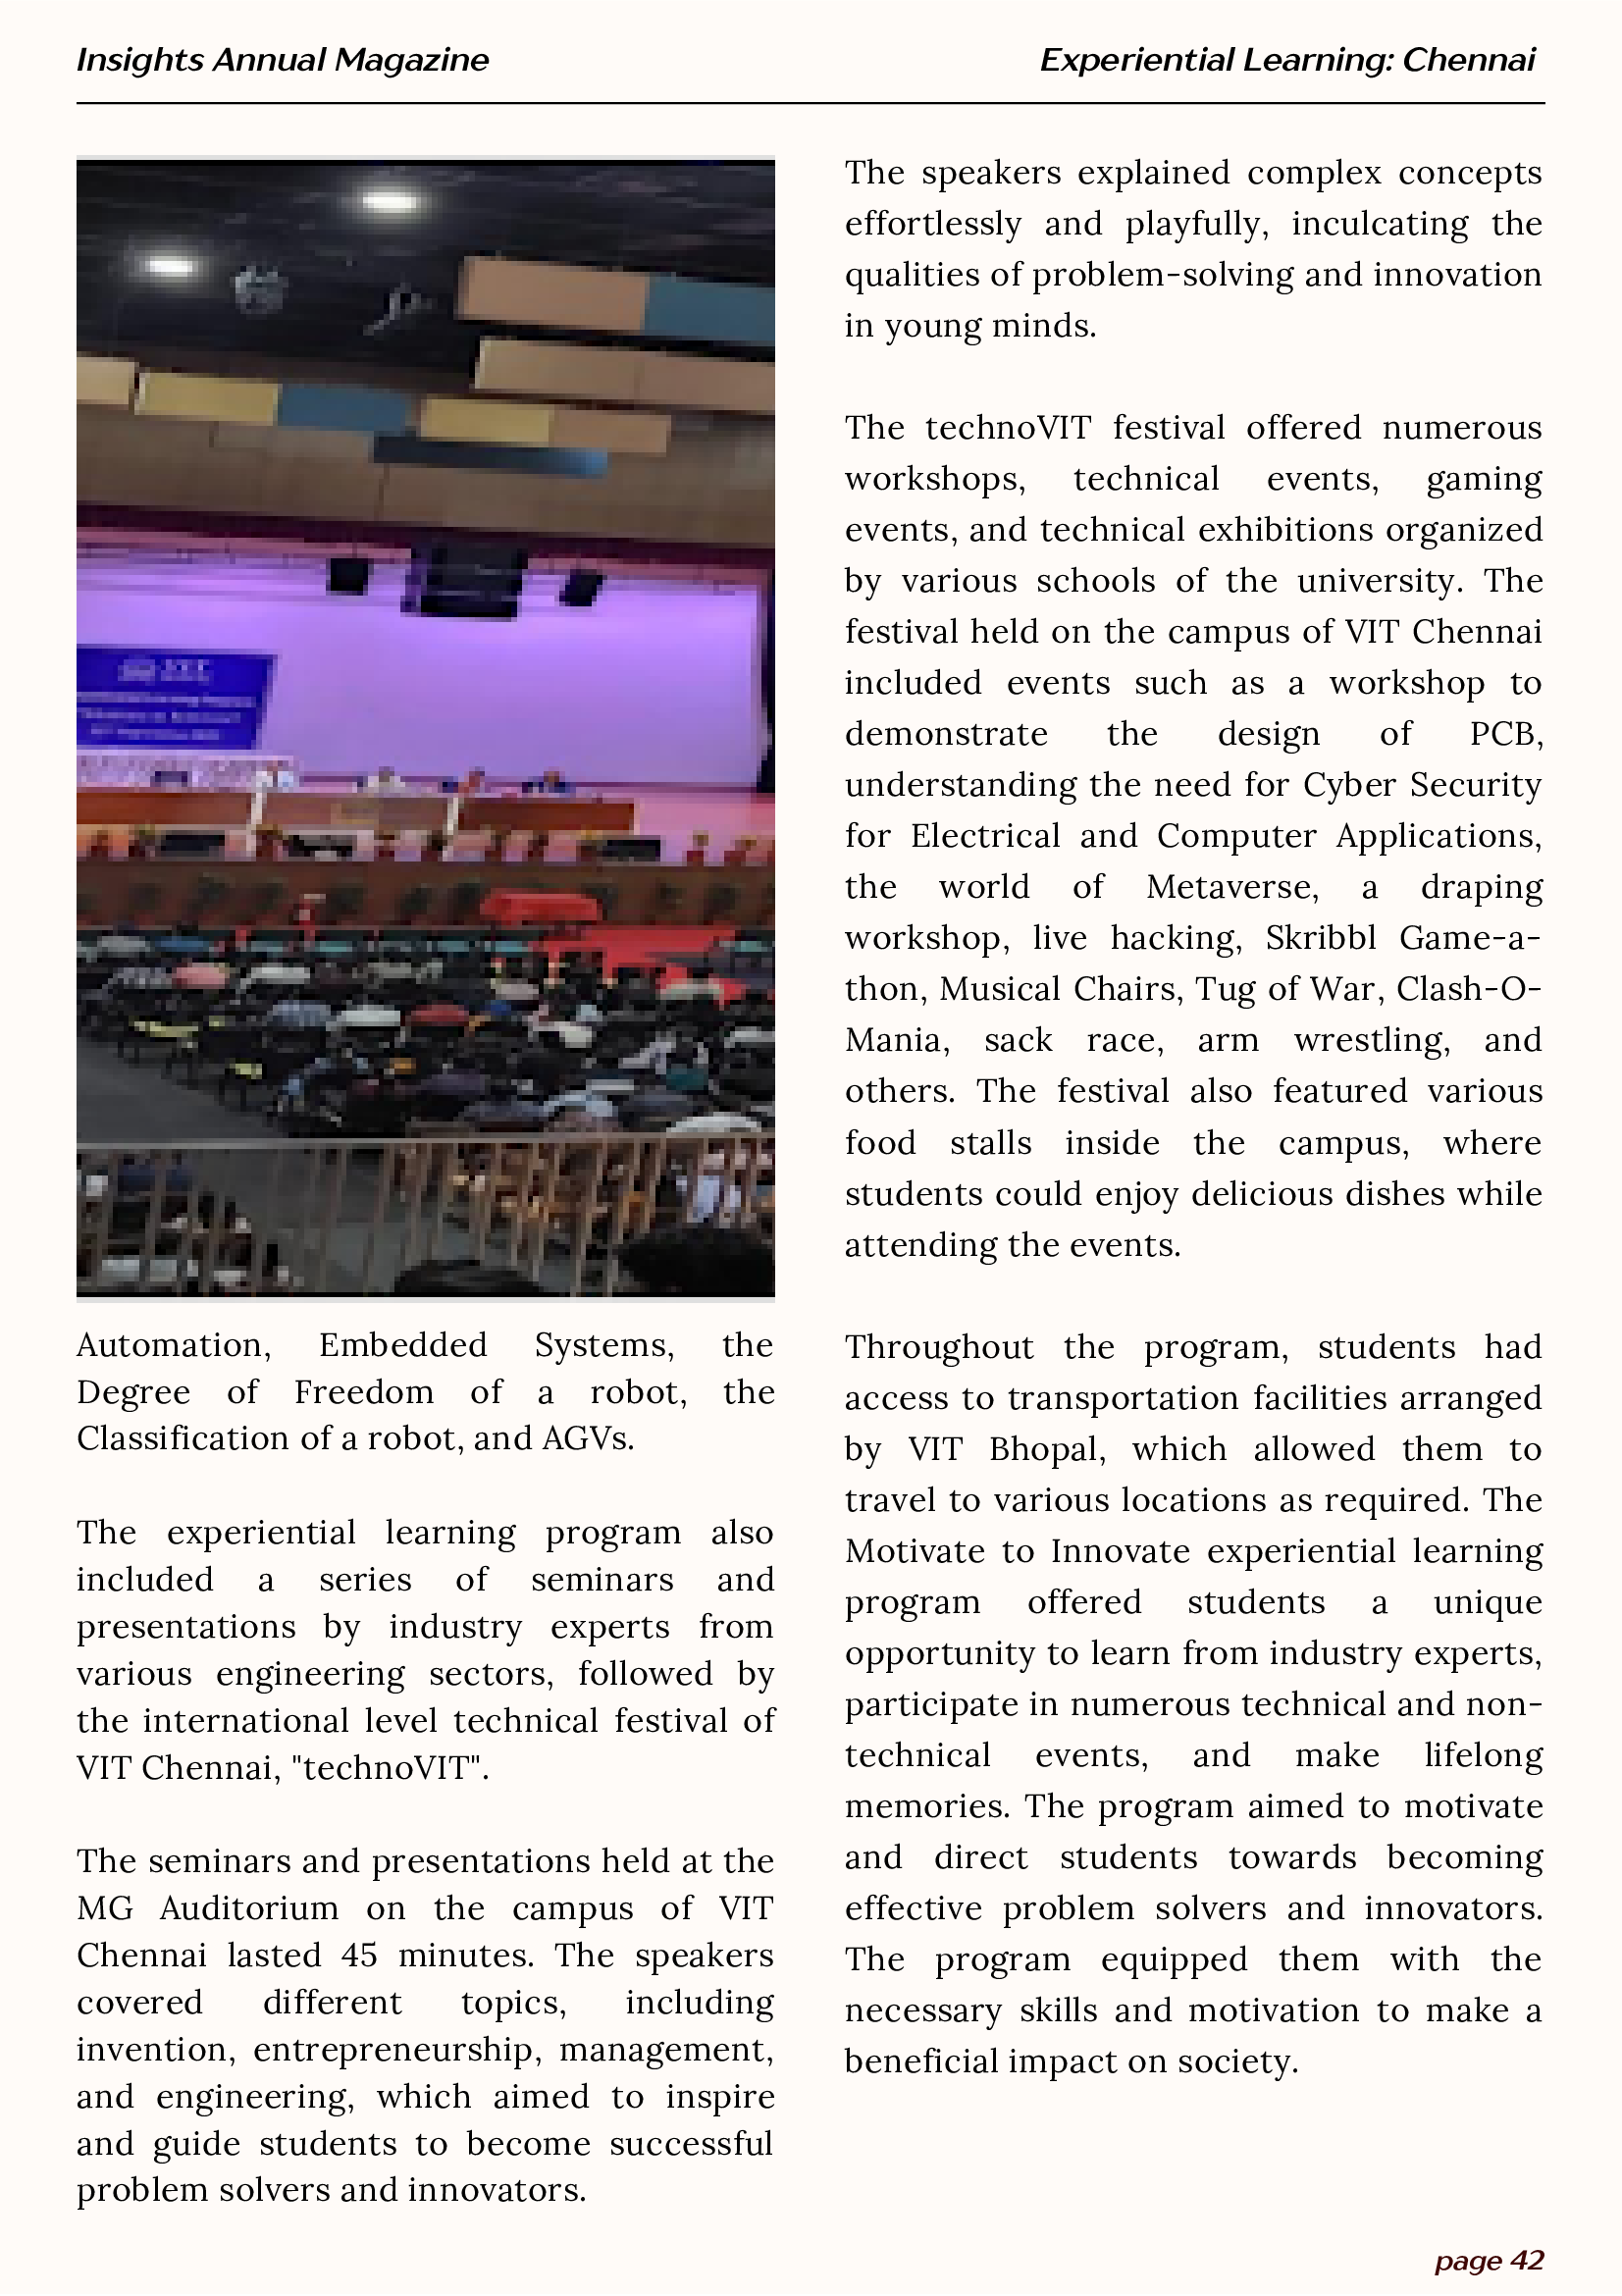 Insights Annual Magazine
Experiential Learning: Chennai
Automation, Embedded Systems, the
Degree of Freedom of a robot, the
Classification of a robot, and AGVs.
The experiential learning program also
included a series of seminars and
presentations by industry experts from
various engineering sectors, followed by
the international level technical festival of
VIT Chennai, "technoVIT".
The seminars and presentations held at the
MG Auditorium on the campus of VIT
Chennai lasted 45 minutes. The speakers
covered different topics, including
invention, entrepreneurship, management,
and engineering, which aimed to inspire
and guide students to become successful
problem solvers and innovators.
The speakers explained complex concepts
effortlessly and playfully, inculcating the
qualities of problem-solving and innovation
in young minds.
The technoVIT festival offered numerous
workshops, technical events, gaming
events, and technical exhibitions organized
by various schools of the university. The
festival held on the campus of VIT Chennai
included events such as a workshop to
demonstrate the design of PCB,
understanding the need for Cyber Security
for Electrical and Computer Applications,
the world of Metaverse, a draping
workshop, live hacking, Skribbl Game-a-
thon, Musical Chairs, Tug of War, Clash-O-
Mania, sack race, arm wrestling, and
others. The festival also featured various
food stalls inside the campus, where
students could enjoy delicious dishes while
attending the events.
Throughout the program, students had
access to transportation facilities arranged
by VIT Bhopal, which allowed them to
travel to various locations as required. The
Motivate to Innovate experiential learning
program offered students a unique
opportunity to learn from industry experts,
participate in numerous technical and non-
technical events, and make lifelong
memories. The program aimed to motivate
and direct students towards becoming
effective problem solvers and innovators.
The program equipped them with the
necessary skills and motivation to make a
beneficial impact on society.
page 42